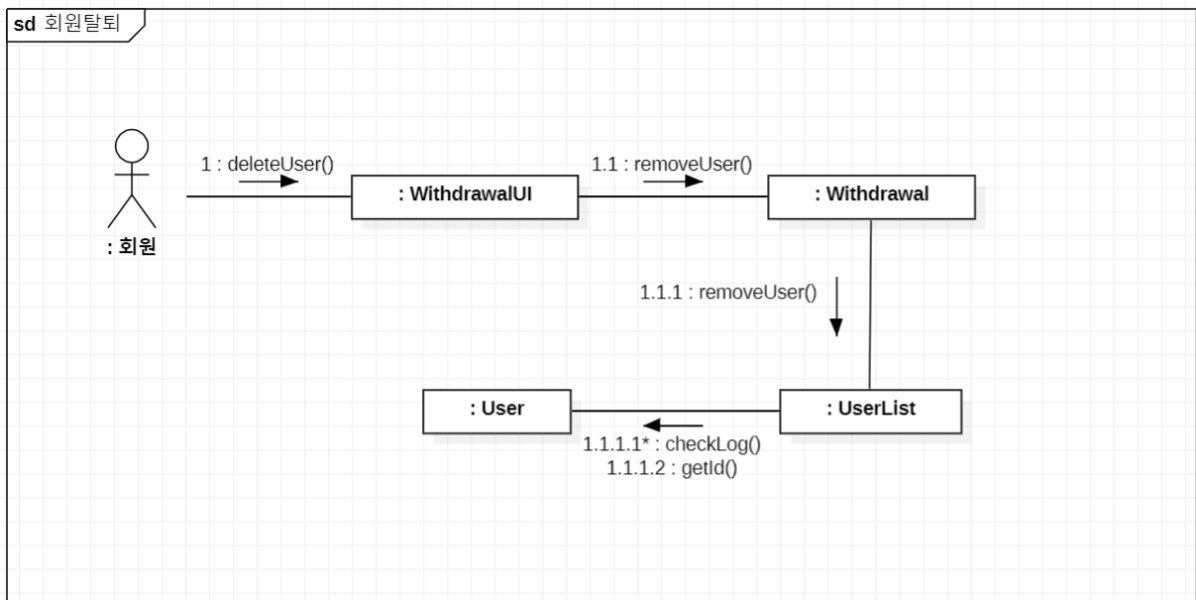 sd 회원탈퇴
1 : deleteUser()
1.1 : removeUser()
: WithdrawalUI
: Withdrawal
: 회원
1.1.1 : removeUser()
: User
: UserList
1.1.1.1* : checkLog()
1.1.1.2 : getId()